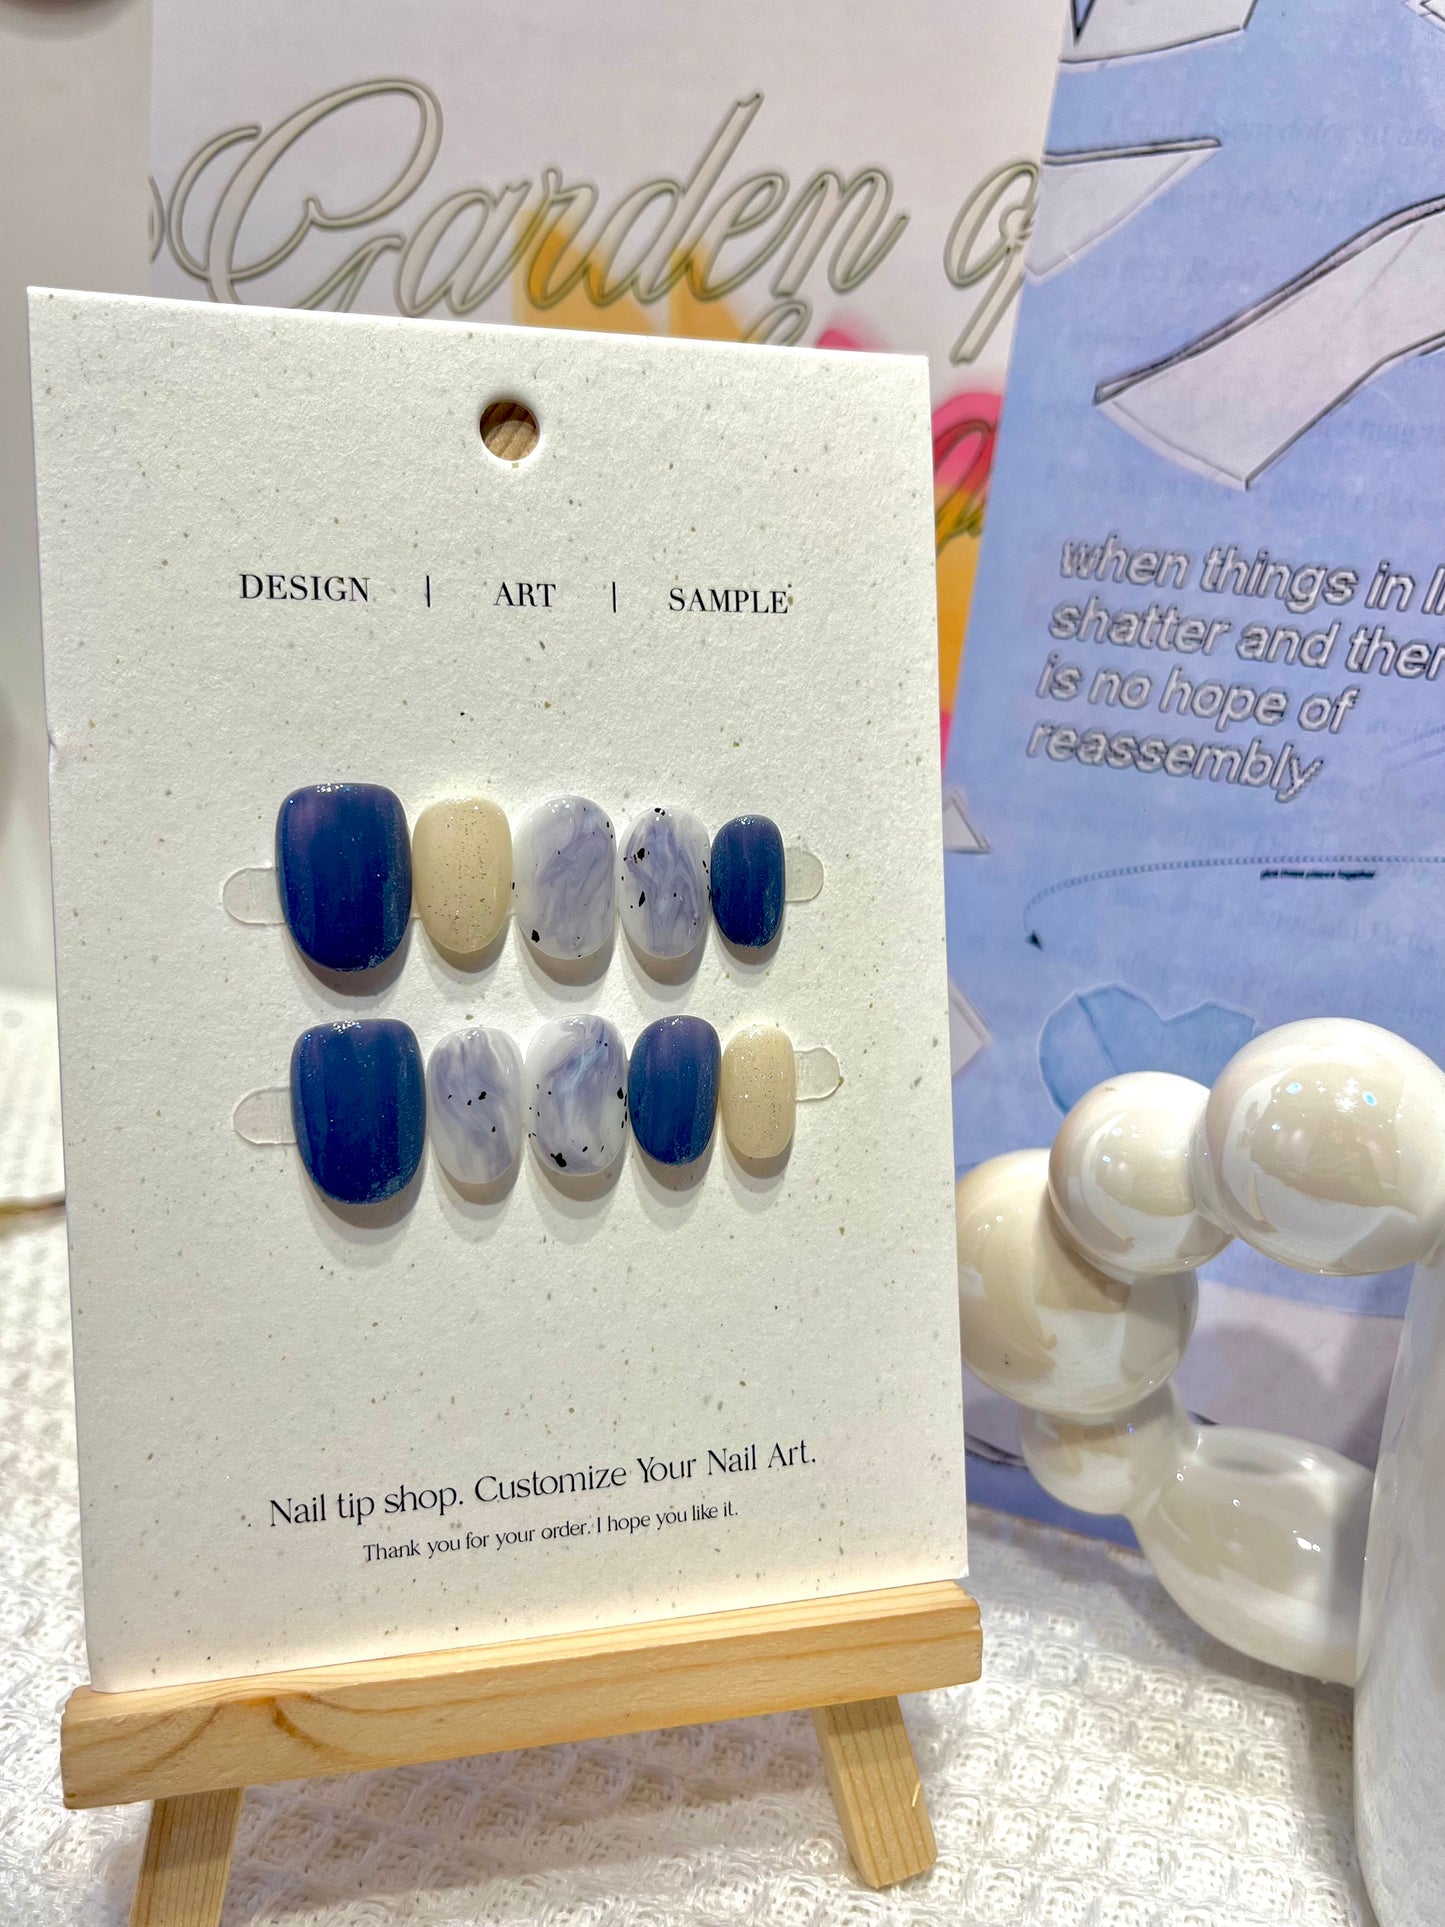 Garden of
DESIGN | ART | SAMPLE
Nail tip shop. Customize Your Nail Art.
Thank you for your order. I hope you like it.
when things in
shatter and
is no hope of
reassembly